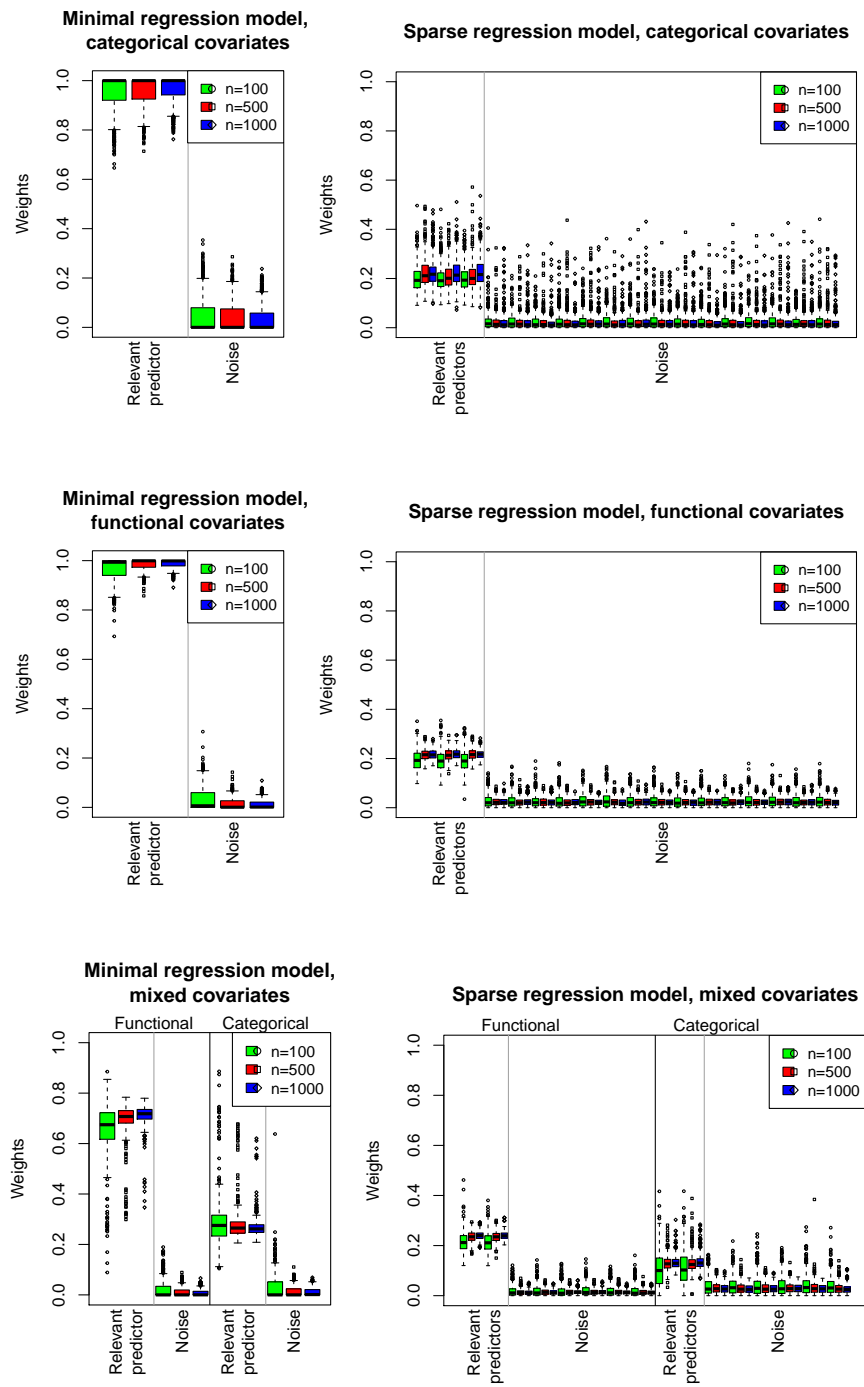 Minimal regression model,
categorical covariates
Weights
0.0 0.2 0.4 0.6 0.8 1.0
n=100
n=500
n=1000
Relevant
predictor
Noise
Sparse regression model, categorical covariates
Weights
0.0 0.2 0.4 0.6 0.8 1.0
n=100
n=500
n=1000
Relevant
predictors
Noise
Minimal regression model,
functional covariates
Weights
0.0 0.2 0.4 0.6 0.8 1.0
n=100
n=500
n=1000
Relevant
predictor
Noise
Sparse regression model, functional covariates
Weights
0.0 0.2 0.4 0.6 0.8 1.0
n=100
n=500
n=1000
Relevant
predictors
Noise
Minimal regression model,
mixed covariates
Functional Categorical
Weights
0.0 0.2 0.4 0.6 0.8 1.0
n=100
n=500
n=1000
Relevant
predictor
Noise
Relevant
predictor
Noise
Sparse regression model, mixed covariates
Functional Categorical
Weights
0.0 0.2 0.4 0.6 0.8 1.0
n=100
n=500
n=1000
Relevant
predictors
Noise
Relevant
predictors
Noise